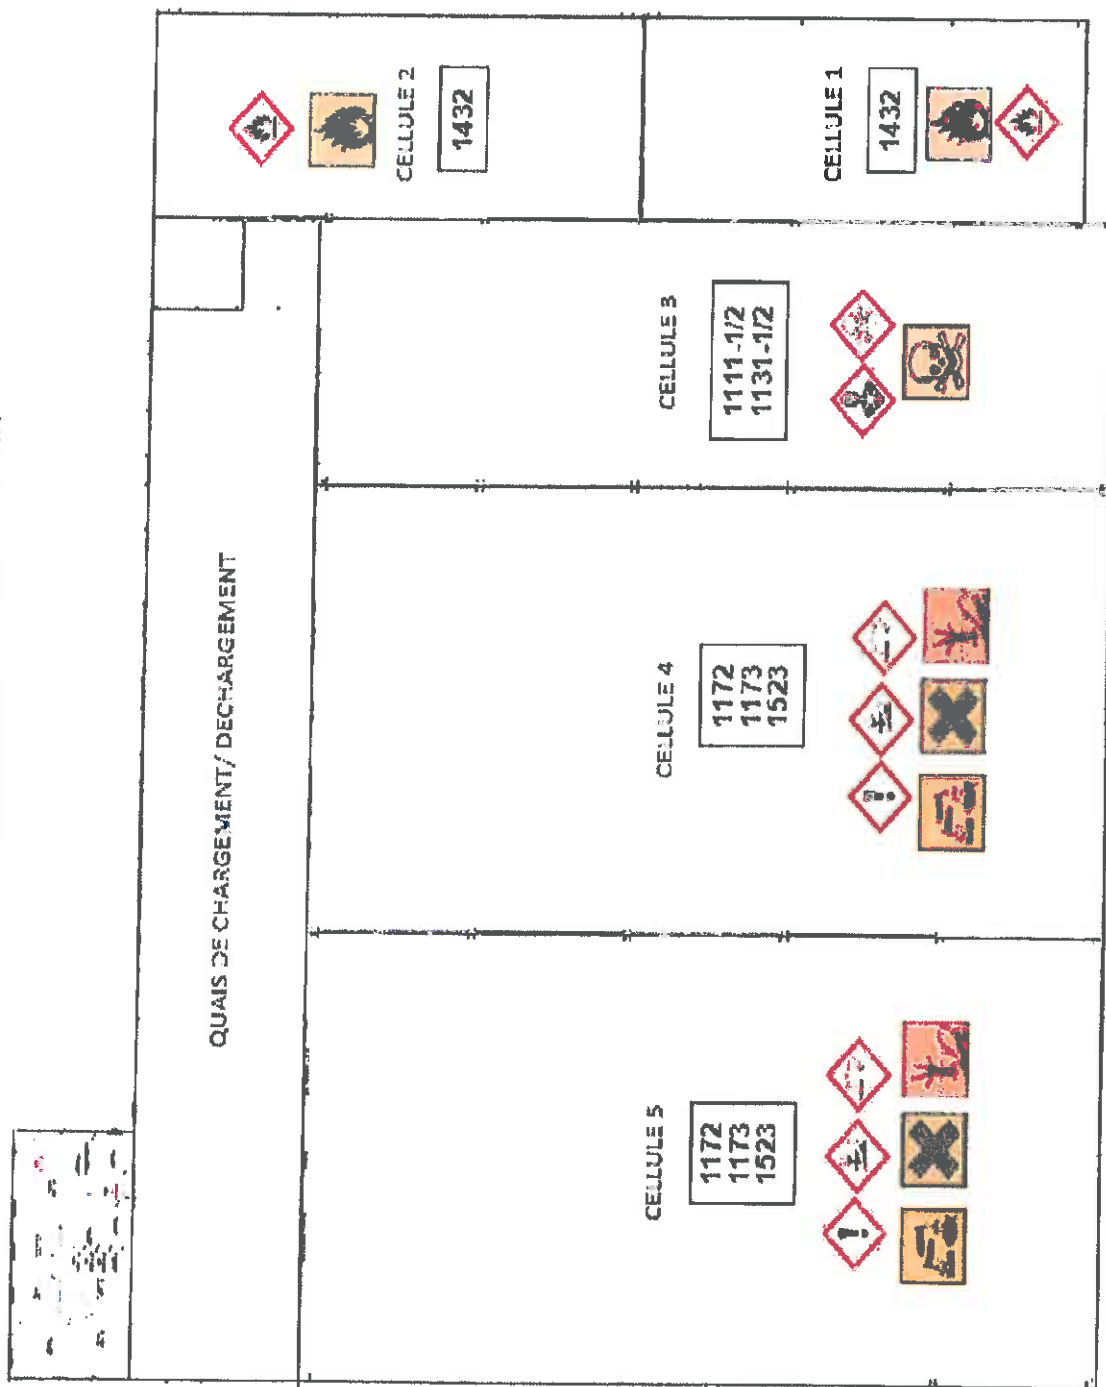 QUAIS DE CHARGEMENT/ DECHARGEMENT
CELLULE 5
1172
1173
1523
CELLULE 4
1172
1173
1523
CELLULE 3
1111-1/2
1131-1/2
CELLULE 2
1432
CELLULE 1
1432